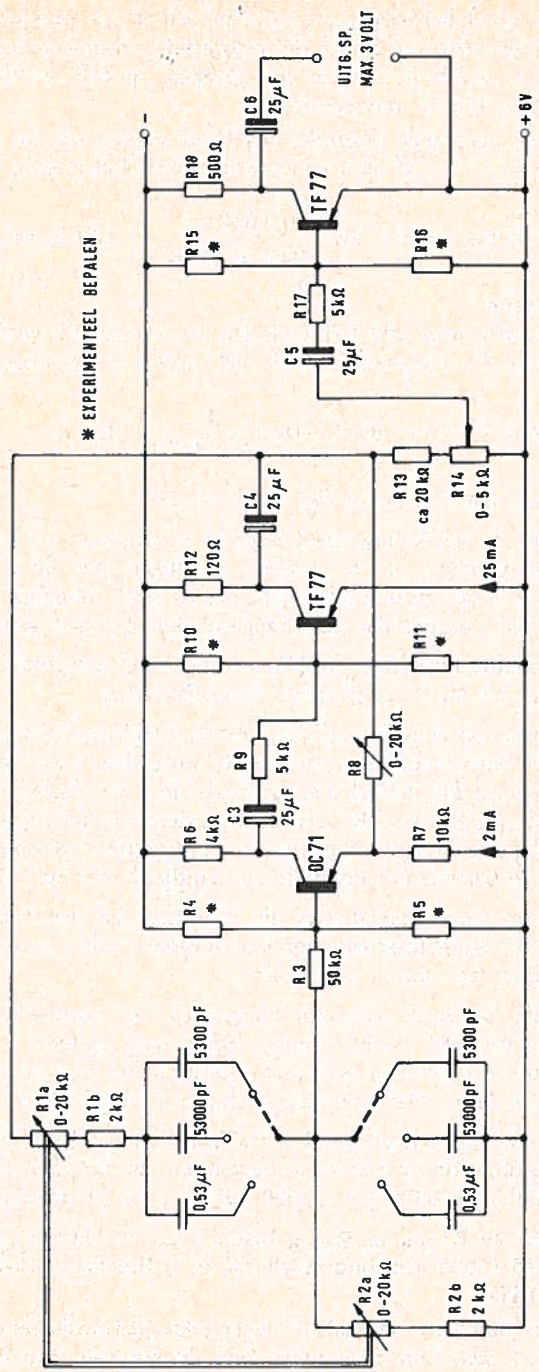 R1a
0-20kΩ
R1b
2kΩ
0,53µF
53000pF
5300pF
0,53µF
53000pF
5300pF
R2a
0-20kΩ
R2b
2kΩ
R3
50kΩ
R4
*
R5
*
R6
4kΩ
OC71
R7
10kΩ
2mA
C3
25µF
R9
5kΩ
R8
0-20kΩ
R10
*
R11
*
R12
120Ω
TF77
25mA
C4
25µF
* EXPERIMENTEEL BEPALEN
R13
ca 20kΩ
R14
0-5kΩ
C5
25µF
R17
5kΩ
R15
*
R16
*
R18
500Ω
TF77
C6
25µF
-
UITG. SP.
MAX. 3 VOLT
+6V